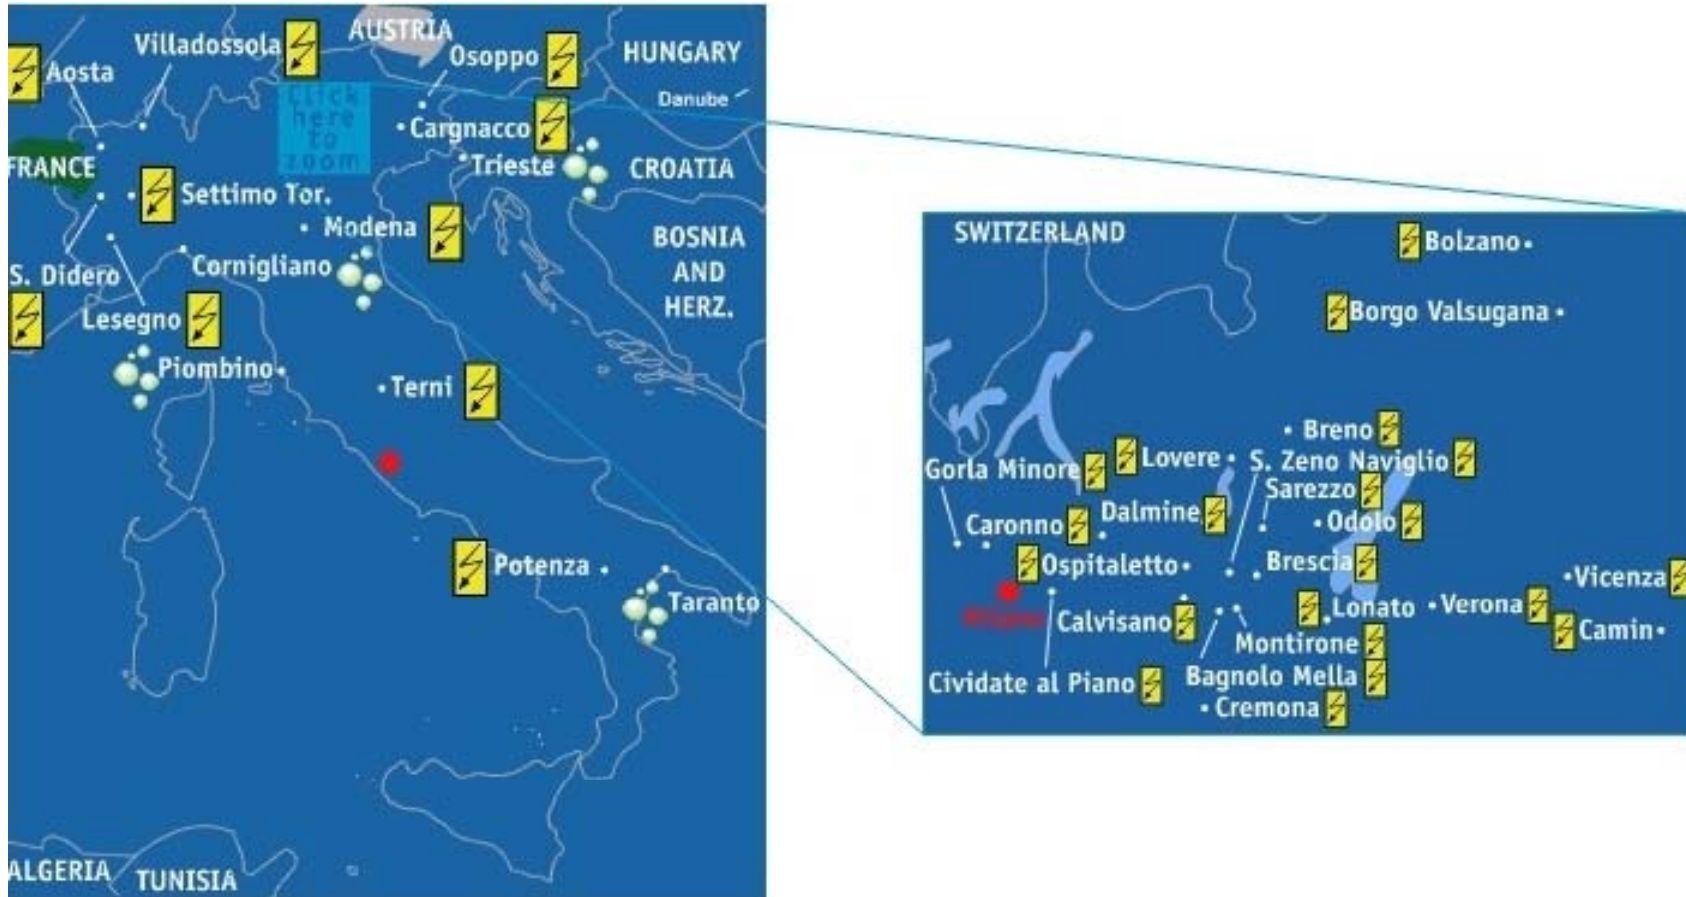 AUSTRIA
Villadossola
Osoppo
HUNGARY
Aosta
Click
here
to
zoom
Danube
Cargnacco
FRANCE
Trieste
CROATIA
Settimo Tor.
Modena
BOSNIA
AND
HERZ.
S. Didero
Cornigliano
Lesegno
Piombino
Terni
Potenza
Taranto
ALGERIA
TUNISIA
SWITZERLAND
Bolzano
Borgo Valsugana
Breno
Gorla Minore
Lovere
S. Zeno Naviglio
Sarezzo
Caronno
Dalmine
Odolo
Ospitaletto
Brescia
Vicenza
Milano
Calvisano
Lonato
Verona
Camin
Montirone
Cividate al Piano
Bagnolo Mella
Cremona